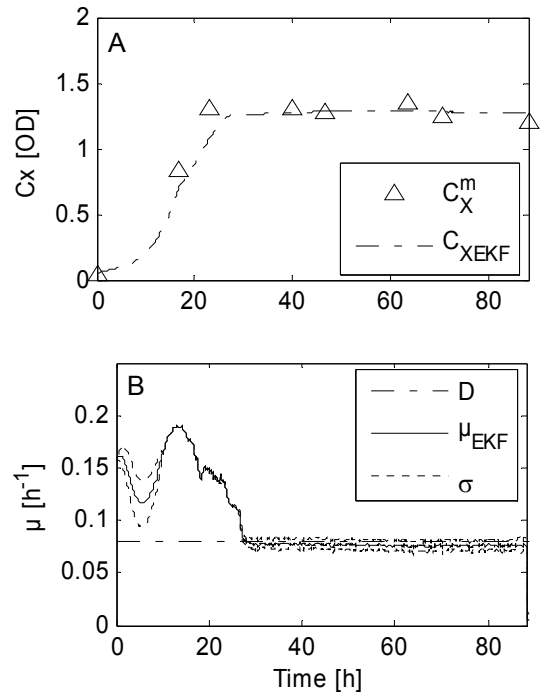 A
Cx [OD]
2
1.5
1
0.5
0
0 20 40 60 80
C_X^m
C_XEKF
B
μ [h^-1]
0.2
0.15
0.1
0.05
0
0 20 40 60 80
D
μ_EKF
σ
Time [h]